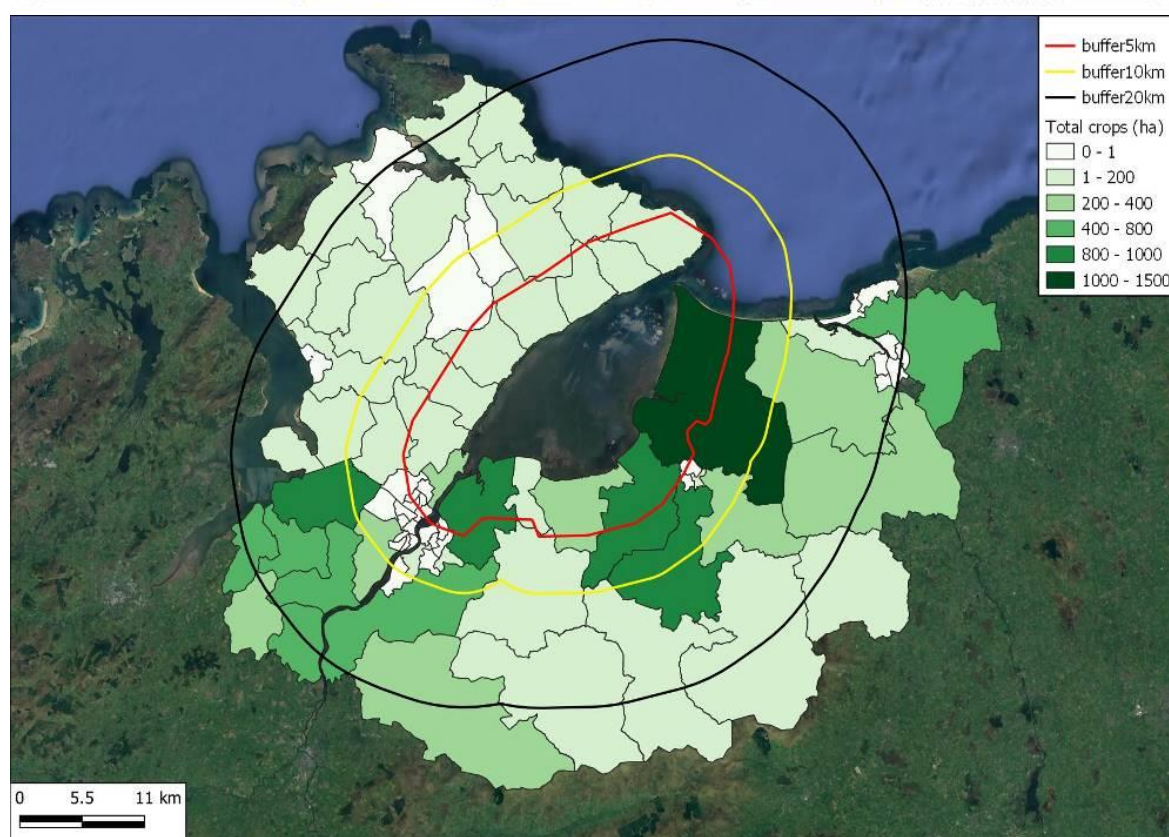 buffer5km
buffer10km
buffer20km
Total crops (ha)
0 - 1
1 - 200
200 - 400
400 - 800
800 - 1000
1000 - 1500
0 5.5 11 km